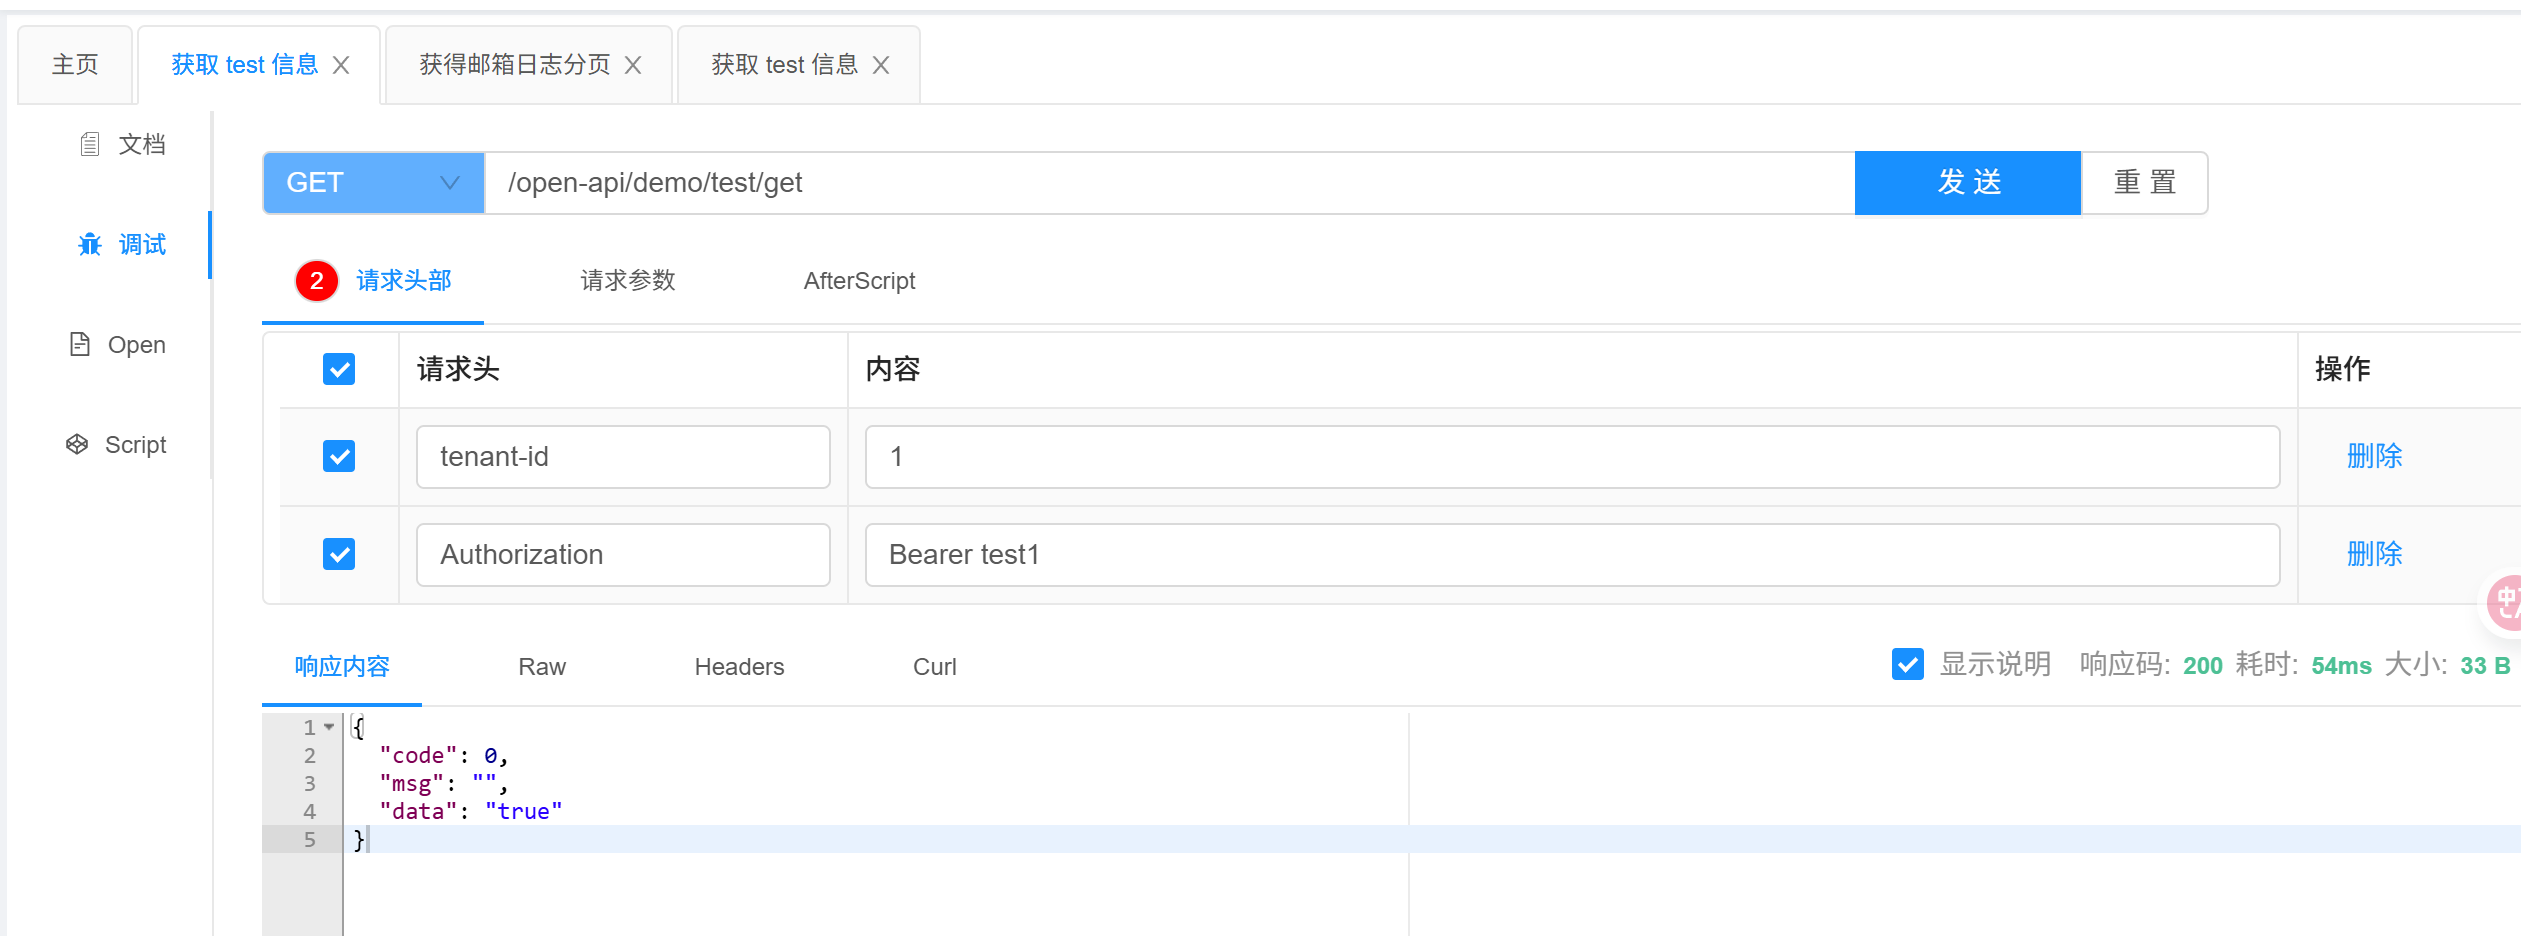 主页
获取 test 信息
获得邮箱日志分页
获取 test 信息
文档
调试
Open
Script
GET
/open-api/demo/test/get
发 送
重 置
2 请求头部
请求参数
AfterScript
请求头
内容
操作
tenant-id
1
删除
Authorization
Bearer test1
删除
响应内容
Raw
Headers
Curl
显示说明 响应码: 200 耗时: 54ms 大小: 33 B
1 {
2 "code": 0,
3 "msg": "",
4 "data": "true"
5 }
中